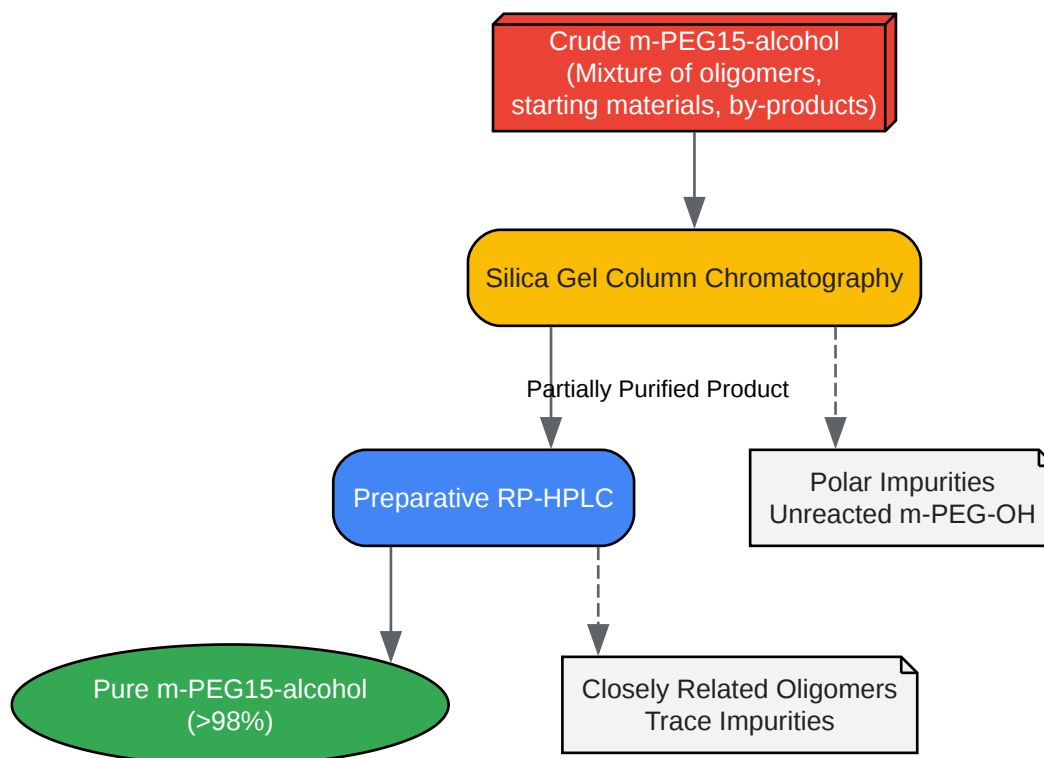 Crude m-PEG15-alcohol
(Mixture of oligomers,
starting materials, by-products)
Silica Gel Column Chromatography
Partially Purified Product
Preparative RP-HPLC
Polar Impurities
Unreacted m-PEG-OH
Pure m-PEG15-alcohol
(>98%)
Closely Related Oligomers
Trace Impurities